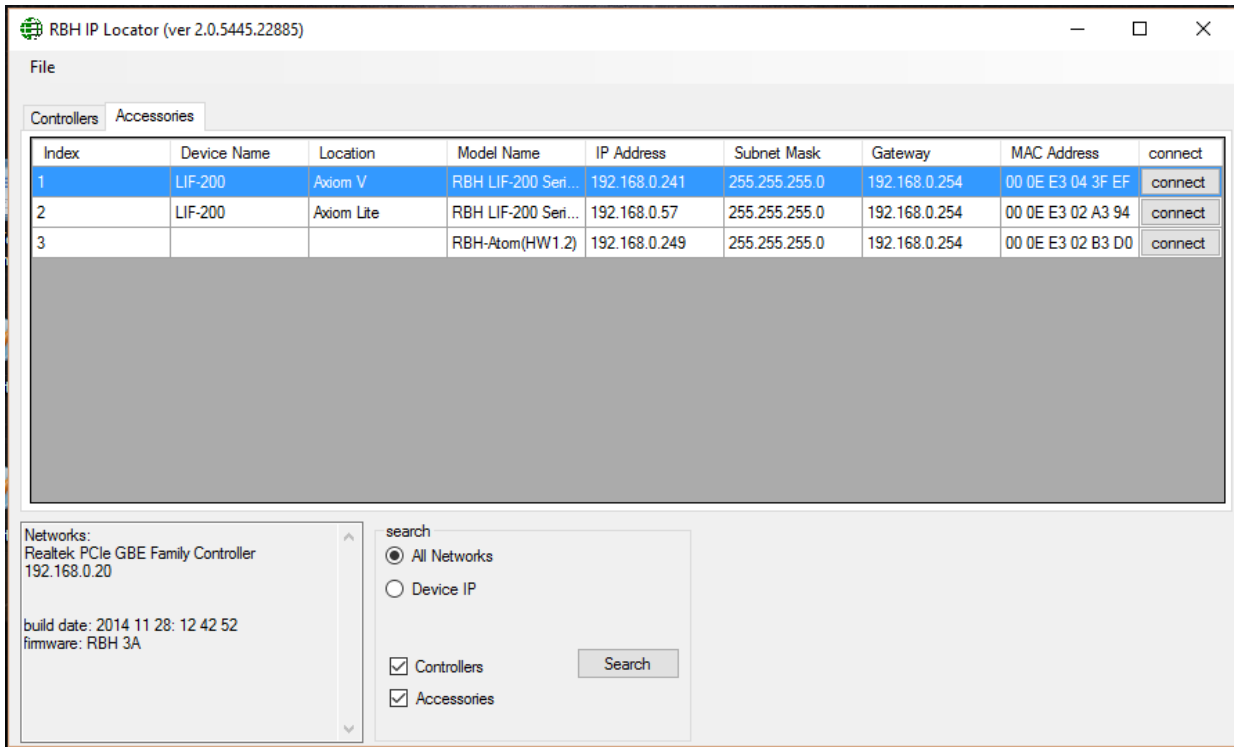 RBH IP Locator (ver 2.0.5445.22885)
File
Controllers Accessories
Index Device Name Location Model Name IP Address Subnet Mask Gateway MAC Address connect
1 LIF-200 Axiom V RBH LIF-200 Seri... 192.168.0.241 255.255.255.0 192.168.0.254 00 0E E3 04 3F EF connect
2 LIF-200 Axiom Lite RBH LIF-200 Seri... 192.168.0.57 255.255.255.0 192.168.0.254 00 0E E3 02 A3 94 connect
3 RBH-Atom(HW1.2) 192.168.0.249 255.255.255.0 192.168.0.254 00 0E E3 02 B3 D0 connect
Networks:
Realtek PCIe GBE Family Controller
192.168.0.20
build date: 2014 11 28: 12 42 52
firmware: RBH 3A
search
All Networks
Device IP
Controllers
Search
Accessories